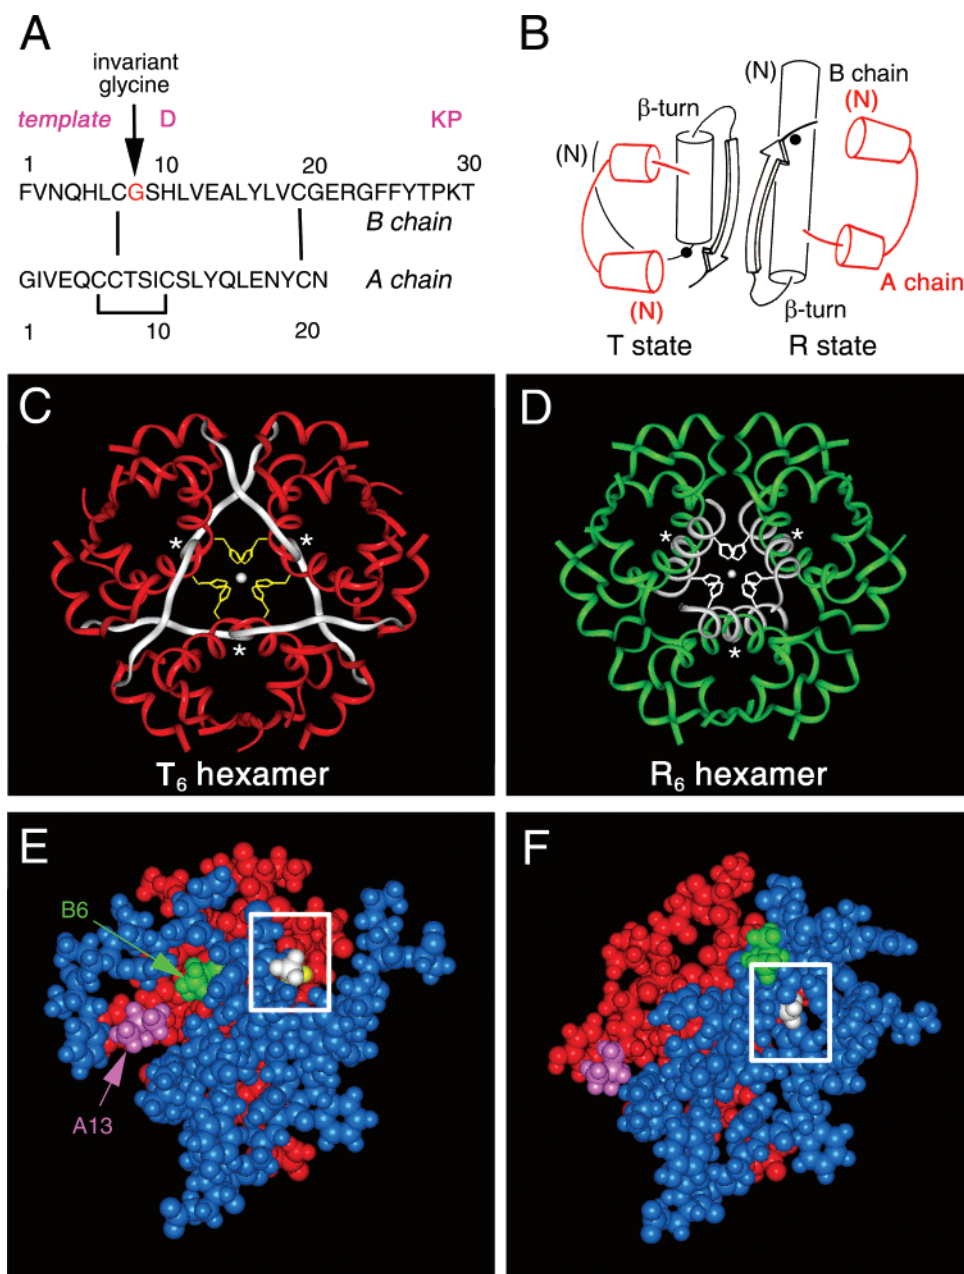 A
invariant
glycine
template D KP
1 10 20 30
FVNQHLCGSHLVEALYLVCGERGFFYTPKT
B chain
GIVEQCCTSICSLYQLENYCN A chain
1 10 20
B
(N) B chain
(N)
β-turn
(N)
(N)
A chain
β-turn
T state R state
C
*
*
*
T6 hexamer
D
*
*
*
R6 hexamer
E
B6
A13
F